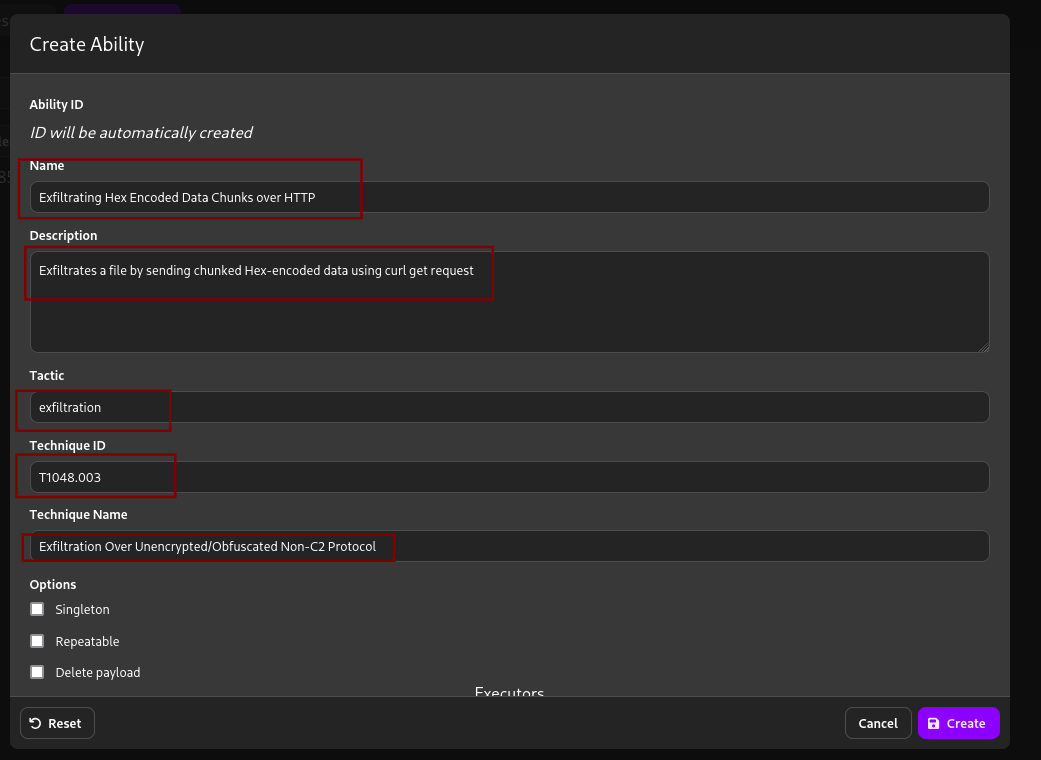 Create Ability
Ability ID
ID will be automatically created
Name
Exfiltrating Hex Encoded Data Chunks over HTTP
Description
Exfiltrates a file by sending chunked Hex-encoded data using curl get request
Tactic
exfiltration
Technique ID
T1048.003
Technique Name
Exfiltration Over Unencrypted/Obfuscated Non-C2 Protocol
Options
Singleton
Repeatable
Delete payload
Executors
Reset
Cancel
Create